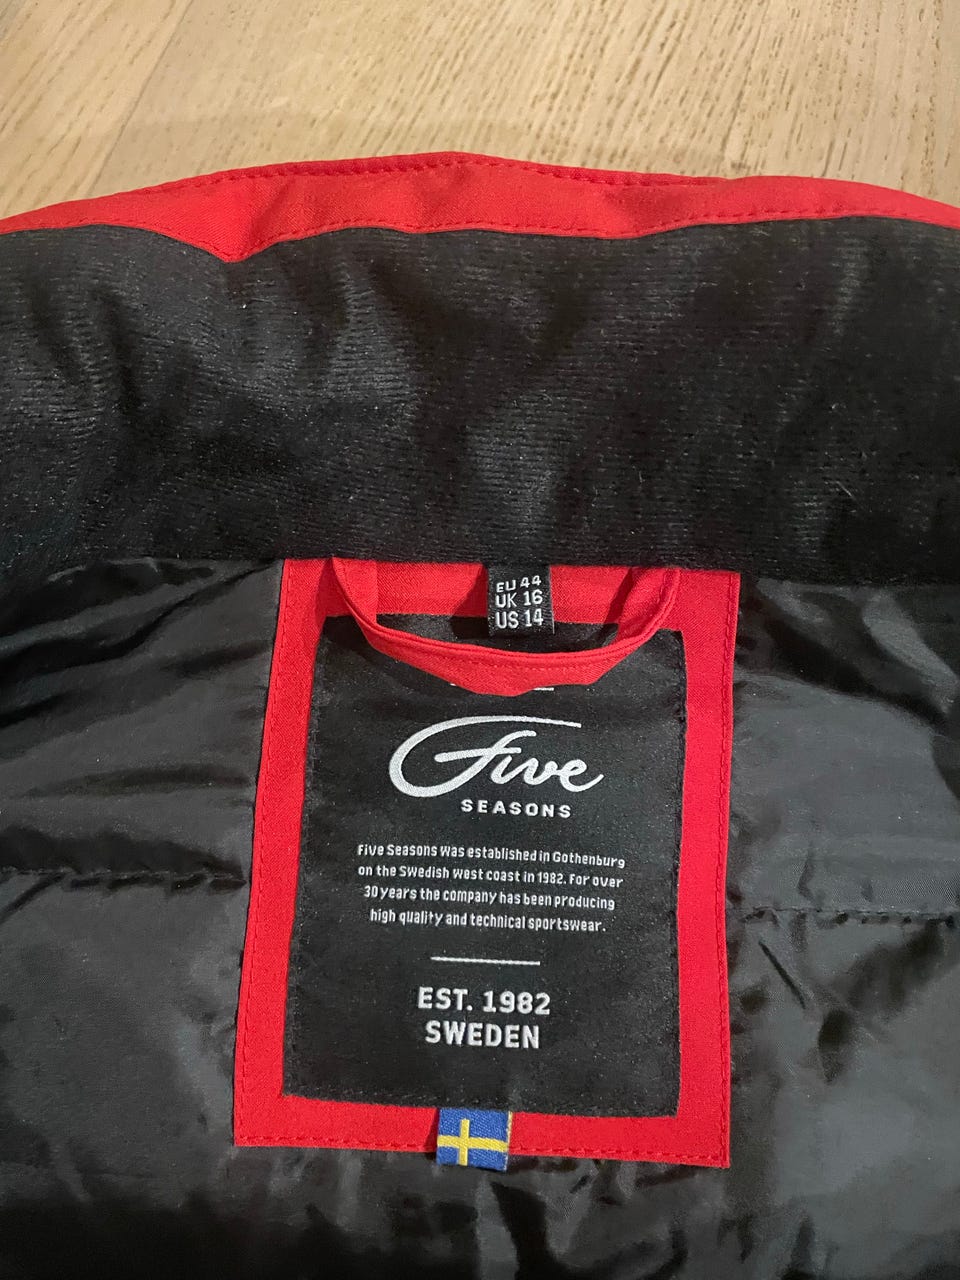 EU 44
UK 16
US 14
Five
SEASONS
Five Seasons was established in Gothenburg
on the Swedish west coast in 1982. For over
30 years the company has been producing
high quality and technical sportswear.
EST. 1982
SWEDEN